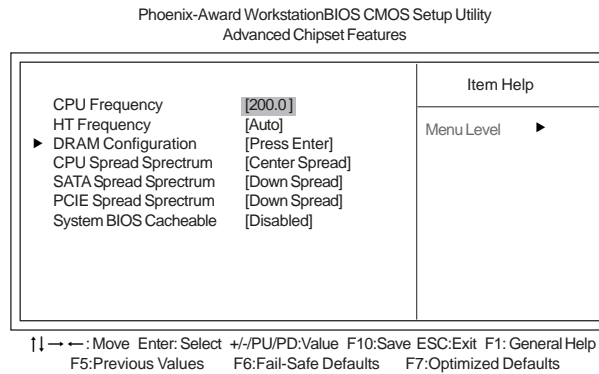 Phoenix-Award WorkstationBIOS CMOS Setup Utility
Advanced Chipset Features
Item Help
CPU Frequency [200.0]
HT Frequency [Auto]
Menu Level ►
► DRAM Configuration [Press Enter]
CPU Spread Sprectrum [Center Spread]
SATA Spread Sprectrum [Down Spread]
PCIE Spread Sprectrum [Down Spread]
System BIOS Cacheable [Disabled]
↑↓→←: Move Enter: Select +/-/PU/PD:Value F10:Save ESC:Exit F1: General Help
F5:Previous Values F6:Fail-Safe Defaults F7:Optimized Defaults